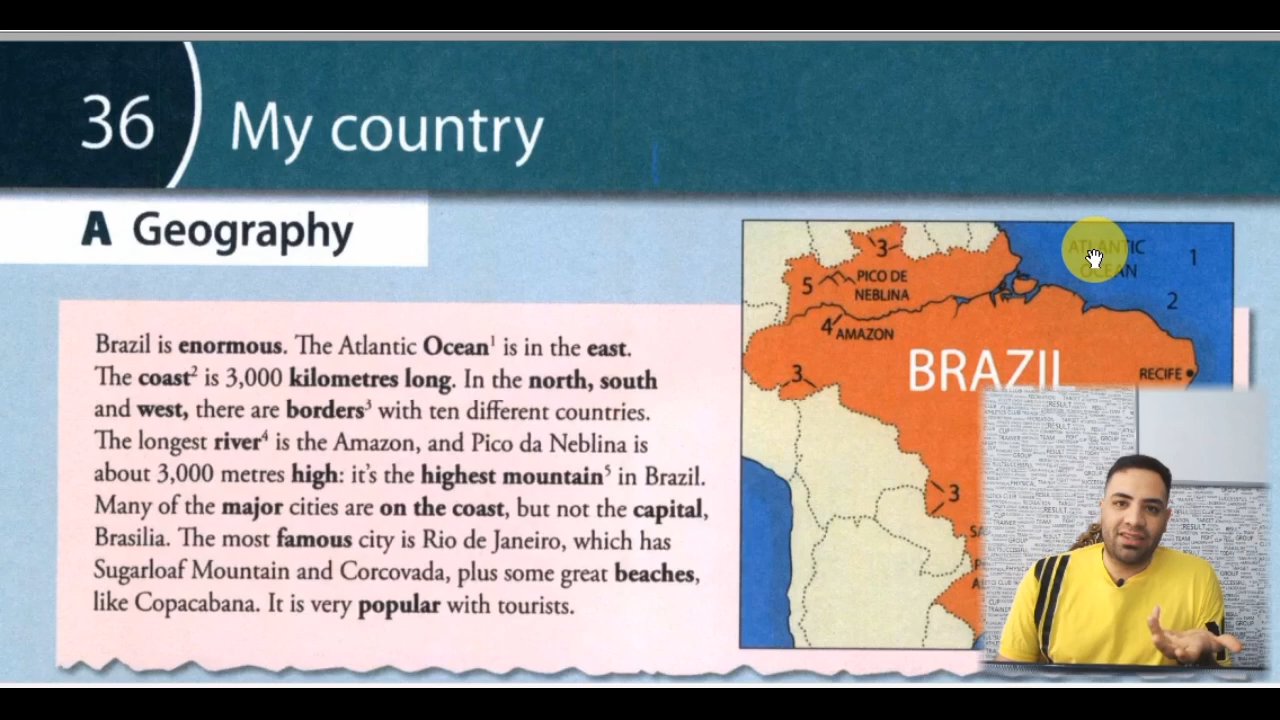 36
My country
A Geography
Brazil is enormous. The Atlantic Ocean¹ is in the east.
The coast² is 3,000 kilometres long. In the north, south
and west, there are borders³ with ten different countries.
The longest river⁴ is the Amazon, and Pico da Neblina is
about 3,000 metres high: it's the highest mountain⁵ in Brazil.
Many of the major cities are on the coast, but not the capital,
Brasilia. The most famous city is Rio de Janeiro, which has
Sugarloaf Mountain and Corcovada, plus some great beaches,
like Copacabana. It is very popular with tourists.
3
ATLANTIC
OCEAN
1
5
PICO DE
NEBLINA
2
4
AMAZON
BRAZIL
3
RECIFE
3